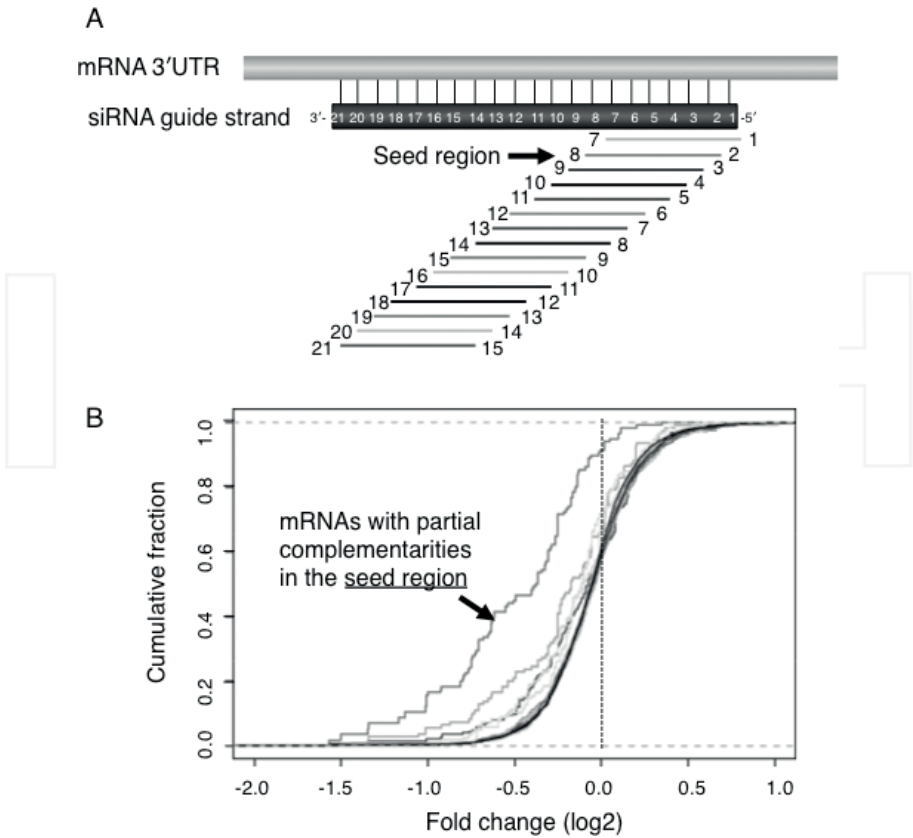 A
mRNA 3′UTR
siRNA guide strand 3′- 21 20 19 18 17 16 15 14 13 12 11 10 9 8 7 6 5 4 3 2 1 -5′
7 1
Seed region 8 2
9 3
10 4
11 5
12 6
13 7
14 8
15 9
16 10
17 11
18 12
19 13
20 14
21 15
B
mRNAs with partial
complementarities
in the seed region
Cumulative fraction
1.0
0.8
0.6
0.4
0.2
0.0
-2.0 -1.5 -1.0 -0.5 0.0 0.5 1.0
Fold change (log2)